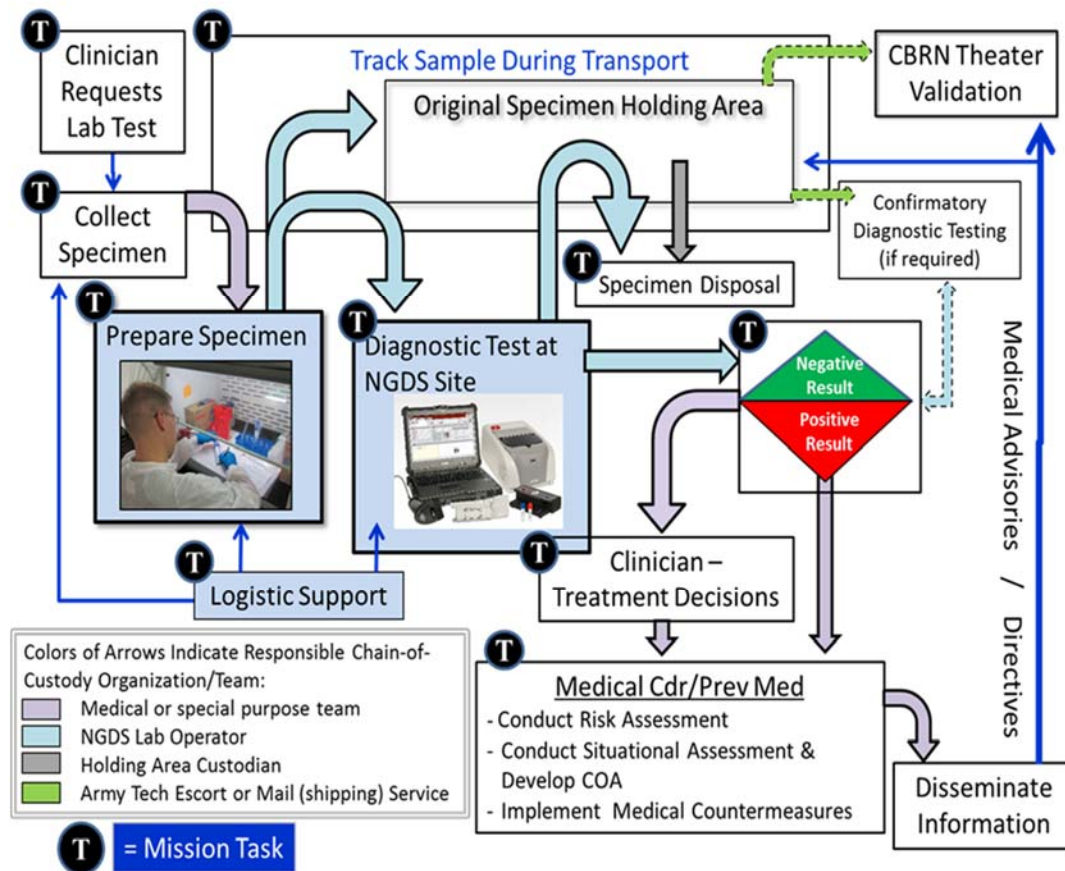 T
Clinician
Requests
Lab Test
T
Track Sample During Transport
Original Specimen Holding Area
CBRN Theater
Validation
T
Collect
Specimen
Confirmatory
Diagnostic Testing
(if required)
T
Specimen Disposal
T
Prepare Specimen
T
Diagnostic Test at
NGDS Site
T
Negative
Result
Positive
Result
Medical Advisories / Directives
T
Logistic Support
T
Clinician –
Treatment Decisions
T
Medical Cdr/Prev Med
- Conduct Risk Assessment
- Conduct Situational Assessment &
Develop COA
- Implement Medical Countermeasures
Disseminate
Information
Colors of Arrows Indicate Responsible Chain-of-
Custody Organization/Team:
Medical or special purpose team
NGDS Lab Operator
Holding Area Custodian
Army Tech Escort or Mail (shipping) Service
T = Mission Task